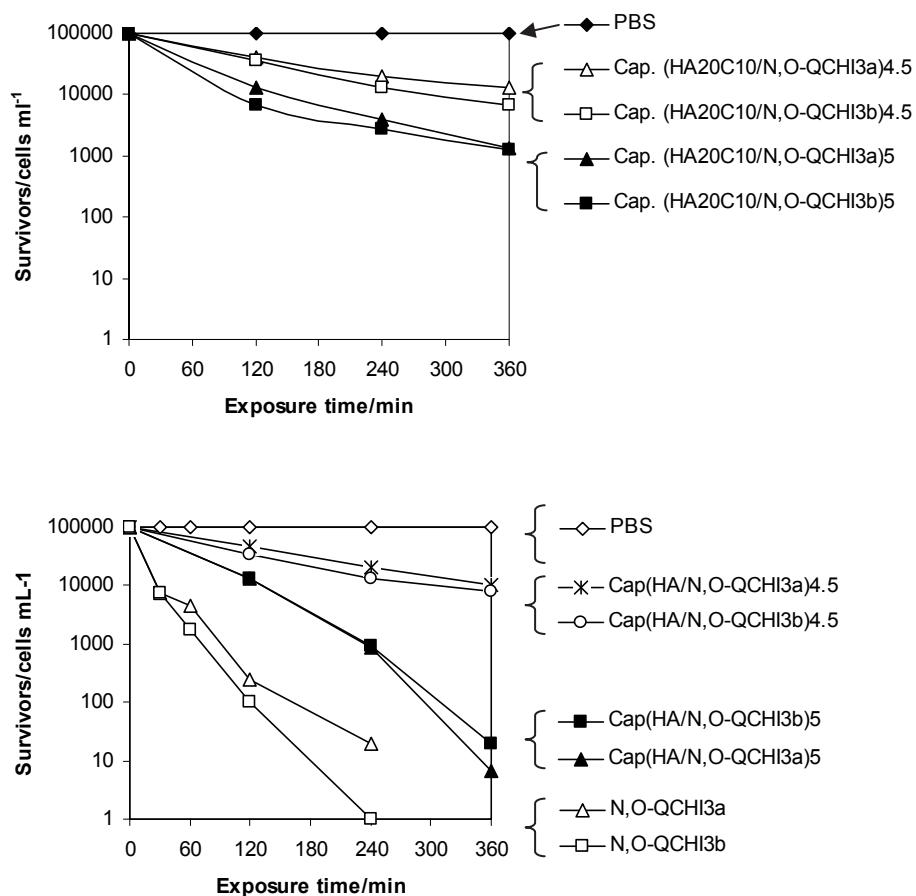 100000
10000
1000
100
10
1
Survivors/cells ml-1
0 60 120 180 240 300 360
Exposure time/min
PBS
Cap. (HA20C10/N,O-QCHI3a)4.5
Cap. (HA20C10/N,O-QCHI3b)4.5
Cap. (HA20C10/N,O-QCHI3a)5
Cap. (HA20C10/N,O-QCHI3b)5
100000
10000
1000
100
10
1
Survivors/cells mL-1
0 60 120 180 240 300 360
Exposure time/min
PBS
Cap(HA/N,O-QCHI3a)4.5
Cap(HA/N,O-QCHI3b)4.5
Cap(HA/N,O-QCHI3b)5
Cap(HA/N,O-QCHI3a)5
N,O-QCHI3a
N,O-QCHI3b